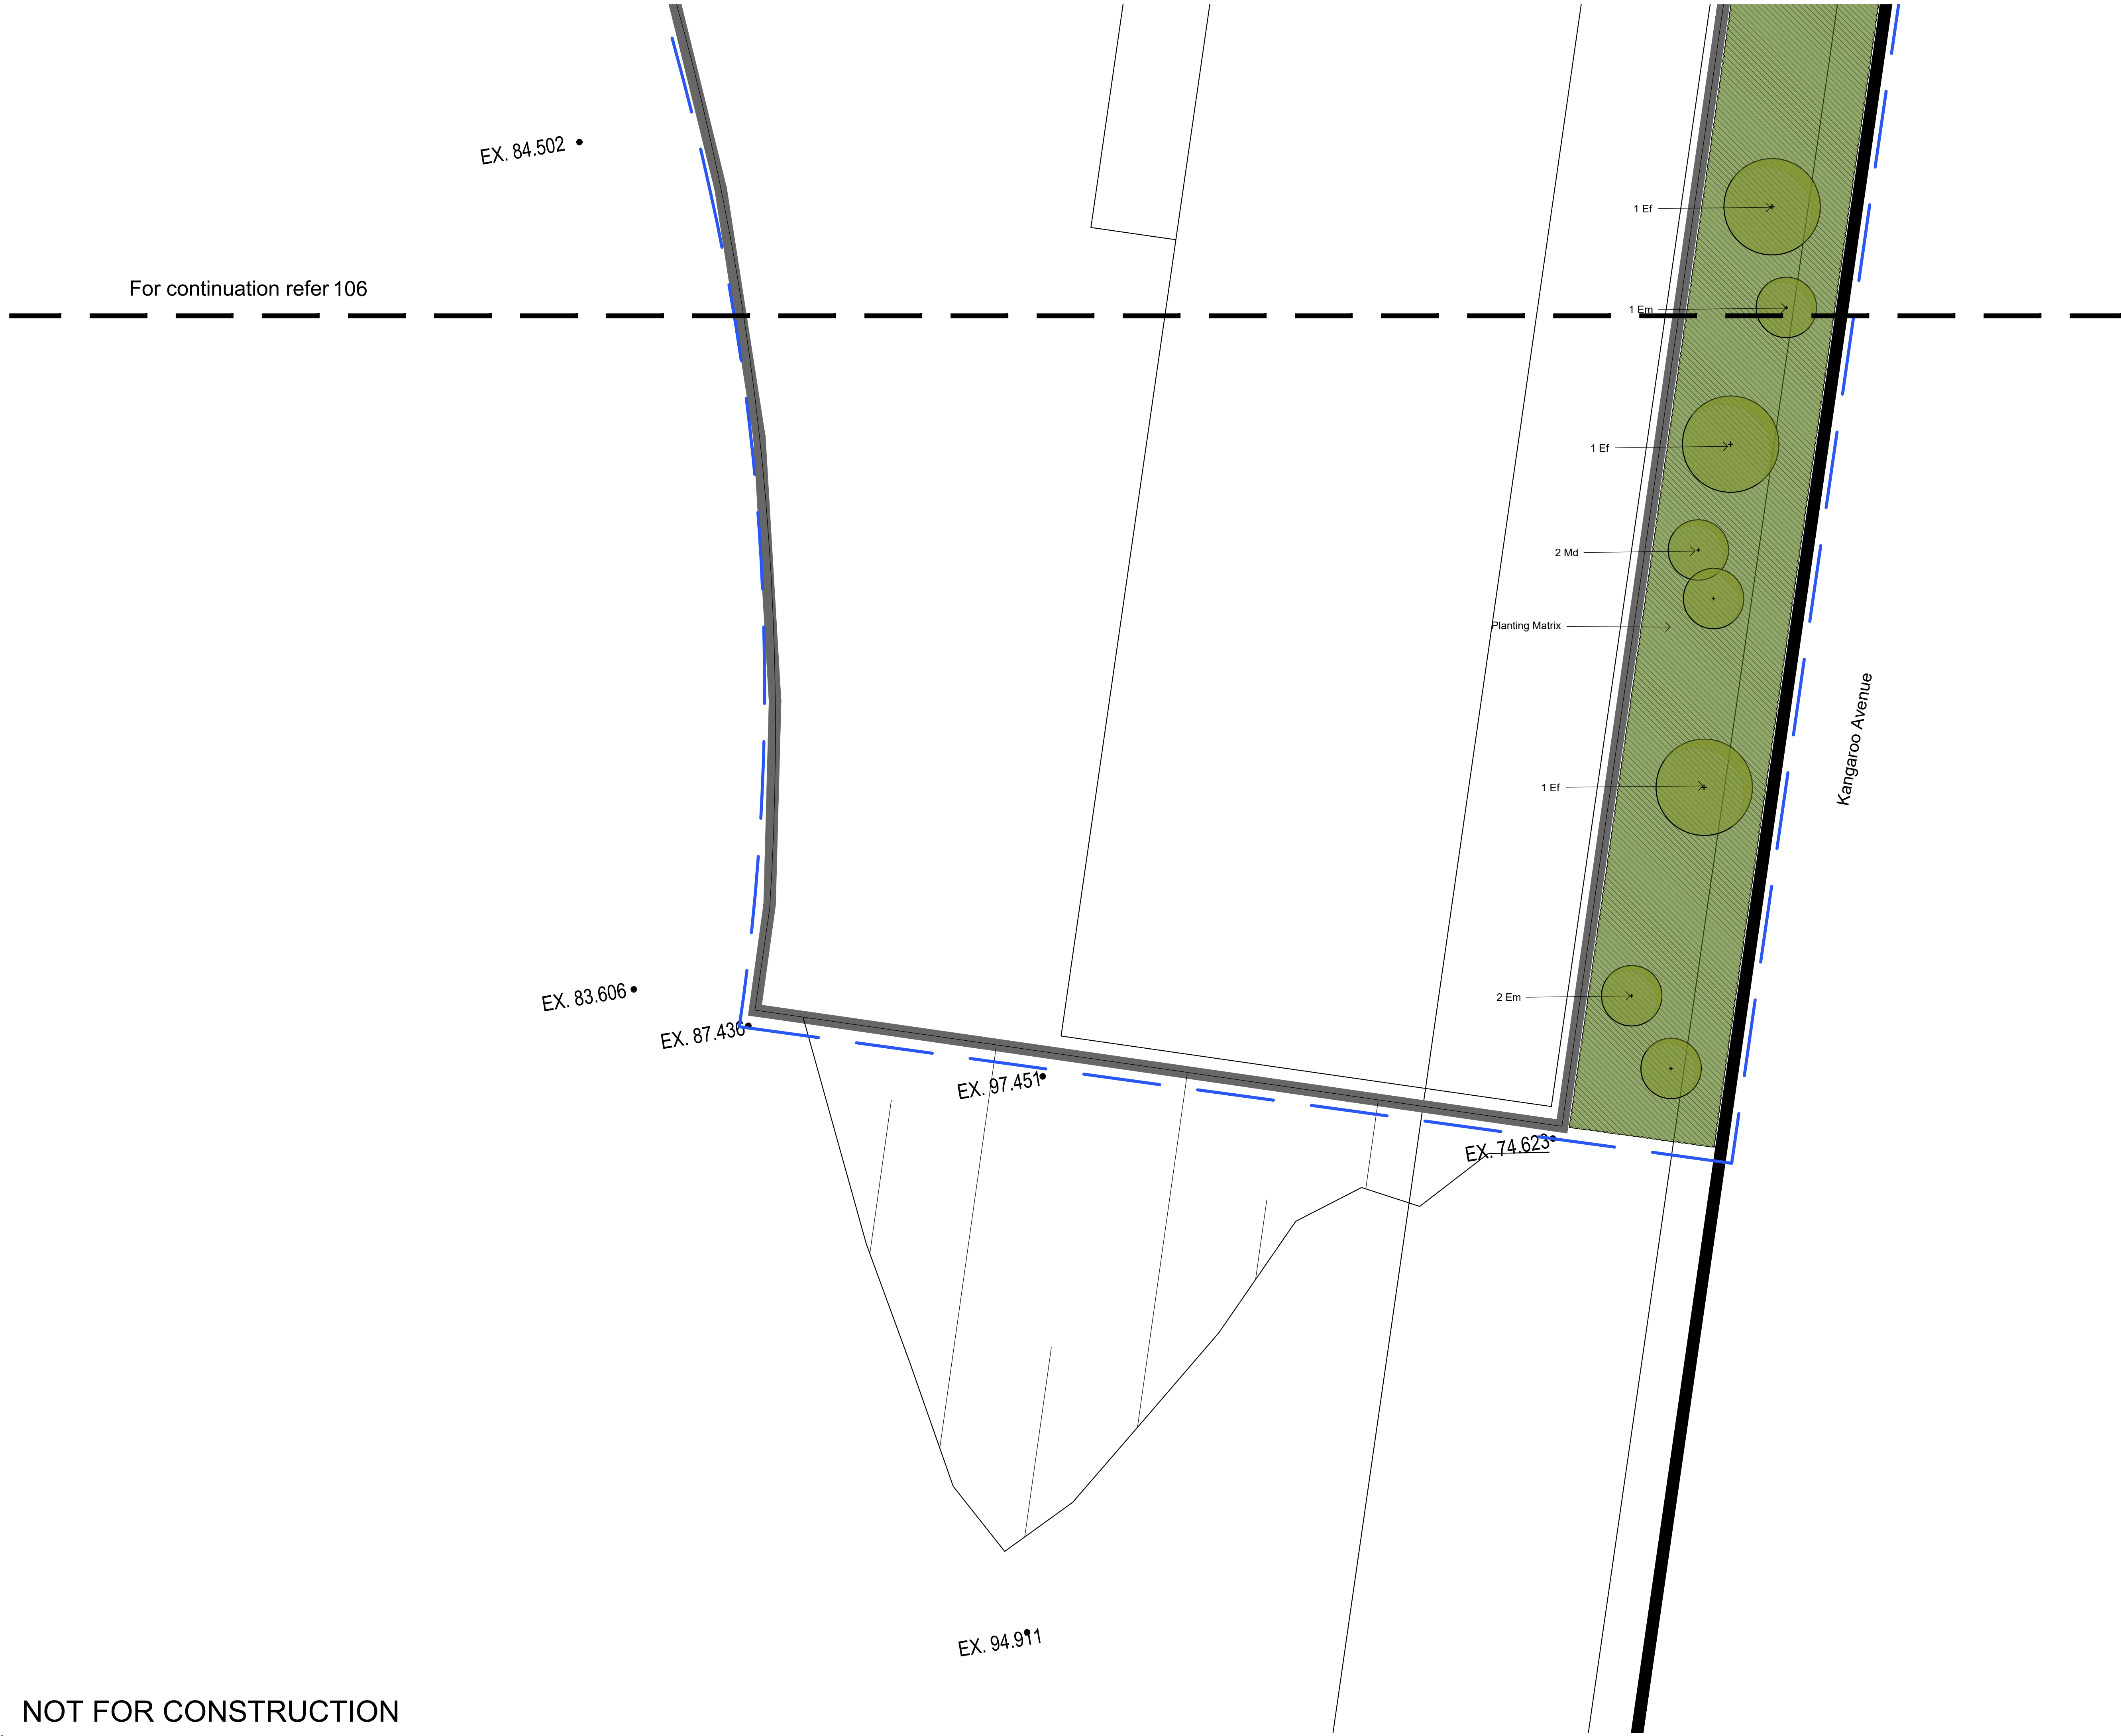 EX. 84.502
1 Ef
For continuation refer 106
1 Em
1 Ef
2 Md
Planting Matrix
Kangaroo Avenue
1 Ef
EX. 83.606
2 Em
EX. 87.436
EX. 97.451
EX. 74.623
EX. 94.911
NOT FOR CONSTRUCTION